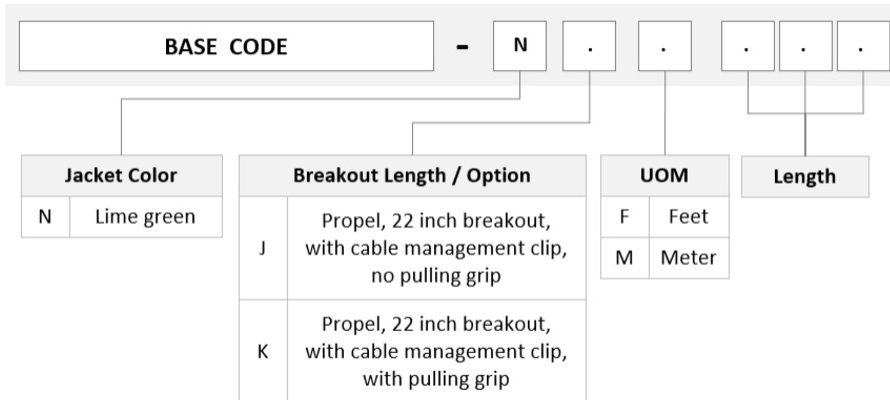 BASE CODE - N . . . . .
Jacket Color
N Lime green
Breakout Length / Option
J Propel, 22 inch breakout,
with cable management clip,
no pulling grip
K Propel, 22 inch breakout,
with cable management clip,
with pulling grip
UOM
F Feet
M Meter
Length